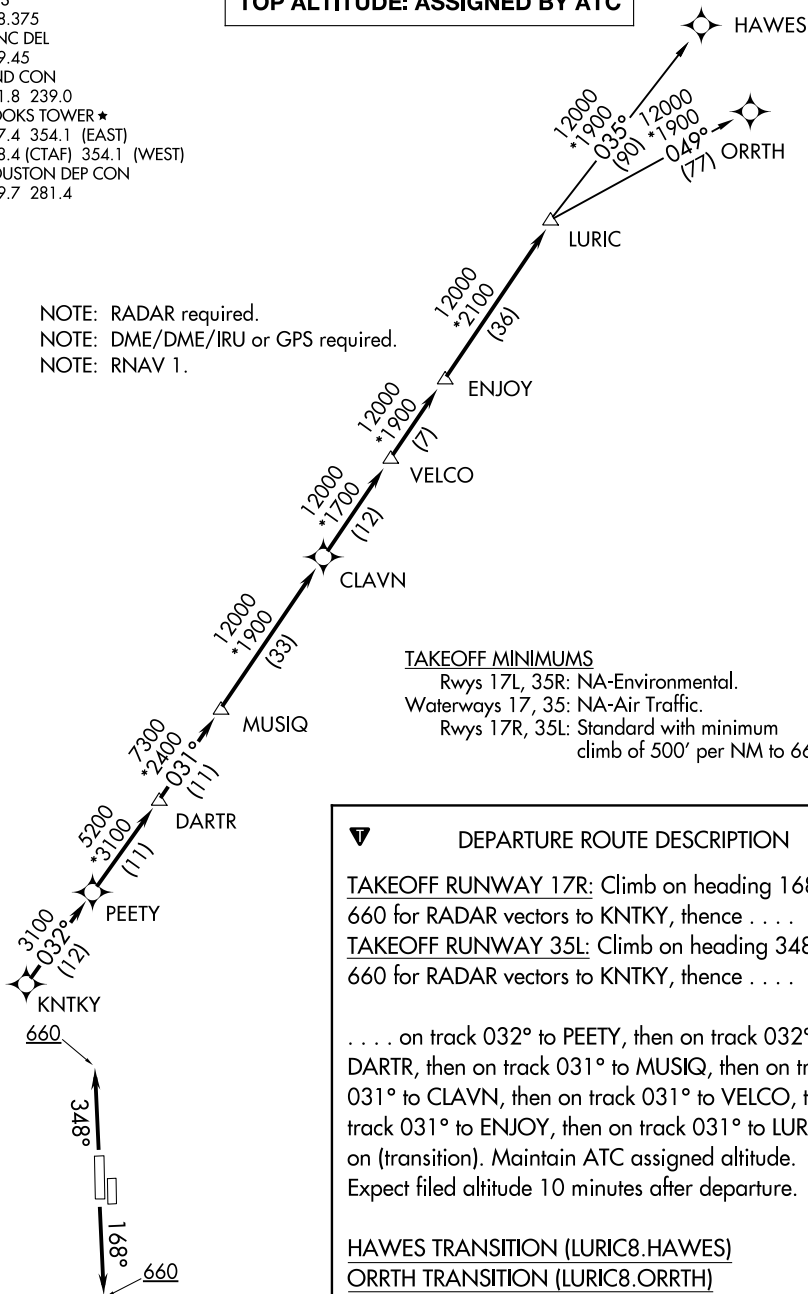 TOP ALTITUDE: ASSIGNED BY ATC
8.375
NC DEL
9.45
ND CON
1.8 239.0
OOKS TOWER ★
7.4 354.1 (EAST)
8.4 (CTAF) 354.1 (WEST)
OUSTON DEP CON
9.7 281.4
HAWES
12000
*1900
035°
(90)
12000
*1900
049°
(77)
ORRTH
LURIC
12000
*2100
(36)
NOTE: RADAR required.
NOTE: DME/DME/IRU or GPS required.
NOTE: RNAV 1.
ENJOY
12000
*1900
(7)
VELCO
12000
*1700
(12)
CLAVN
12000
*1900
(33)
TAKEOFF MINIMUMS
Rwys 17L, 35R: NA-Environmental.
Waterways 17, 35: NA-Air Traffic.
Rwys 17R, 35L: Standard with minimum
climb of 500' per NM to 66
MUSIQ
7300
*2400
031°
(11)
DARTR
5200
*3100
(11)
PEETY
3100
032°
(12)
KNTKY
660
348°
168°
660
T DEPARTURE ROUTE DESCRIPTION
TAKEOFF RUNWAY 17R: Climb on heading 168
660 for RADAR vectors to KNTKY, thence . . . .
TAKEOFF RUNWAY 35L: Climb on heading 348
660 for RADAR vectors to KNTKY, thence . . . .
. . . . on track 032° to PEETY, then on track 032°
DARTR, then on track 031° to MUSIQ, then on tr
031° to CLAVN, then on track 031° to VELCO, t
track 031° to ENJOY, then on track 031° to LUR
on (transition). Maintain ATC assigned altitude.
Expect filed altitude 10 minutes after departure.
HAWES TRANSITION (LURIC8.HAWES)
ORRTH TRANSITION (LURIC8.ORRTH)